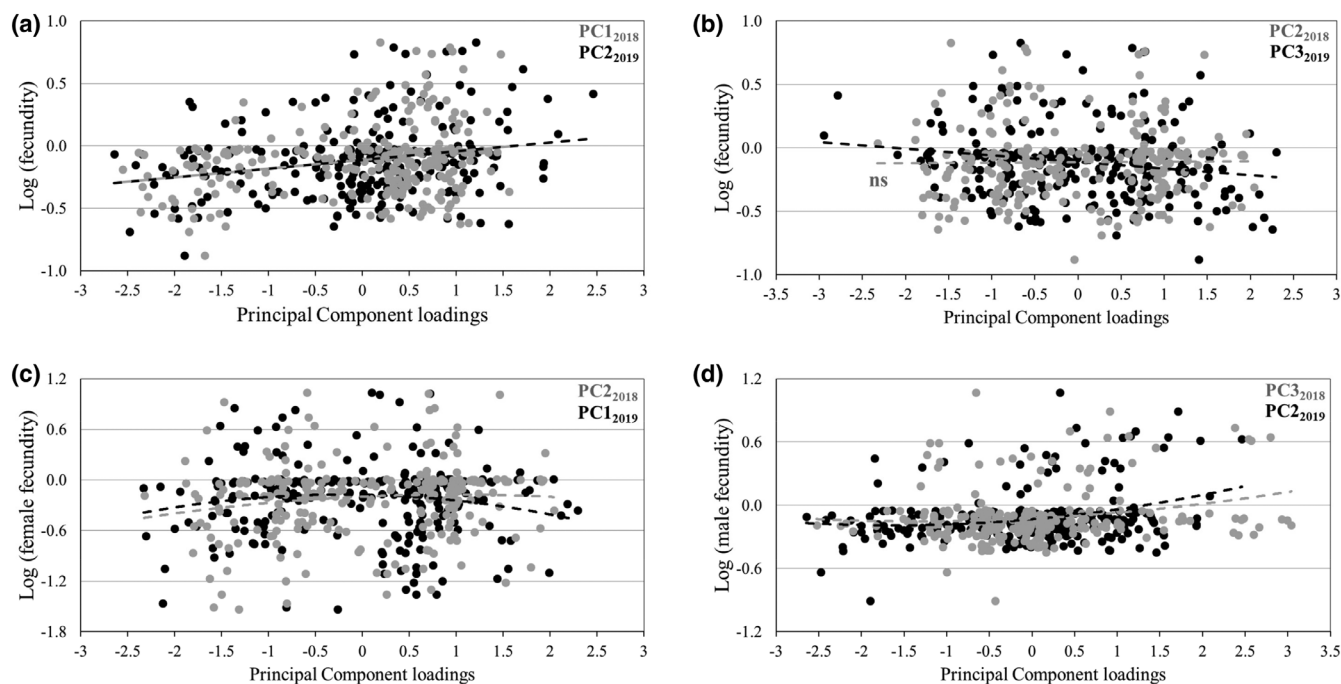 (a)
PC1₂₀₁₈
PC2₂₀₁₉
Log (fecundity)
1.0
0.5
0.0
-0.5
-1.0
-3 -2.5 -2 -1.5 -1 -0.5 0 0.5 1 1.5 2 2.5 3
Principal Component loadings
(b)
PC2₂₀₁₈
PC3₂₀₁₉
Log (fecundity)
1.0
0.5
0.0
ns
-0.5
-1.0
-3.5 -3 -2.5 -2 -1.5 -1 -0.5 0 0.5 1 1.5 2 2.5 3
Principal Component loadings
(c)
PC2₂₀₁₈
PC1₂₀₁₉
Log (female fecundity)
1.2
0.6
0.0
-0.6
-1.2
-1.8
-3 -2.5 -2 -1.5 -1 -0.5 0 0.5 1 1.5 2 2.5 3
Principal Component loadings
(d)
PC3₂₀₁₈
PC2₂₀₁₉
Log (male fecundity)
1.2
0.6
0.0
-0.6
-1.2
-3 -2.5 -2 -1.5 -1 -0.5 0 0.5 1 1.5 2 2.5 3 3.5
Principal Component loadings